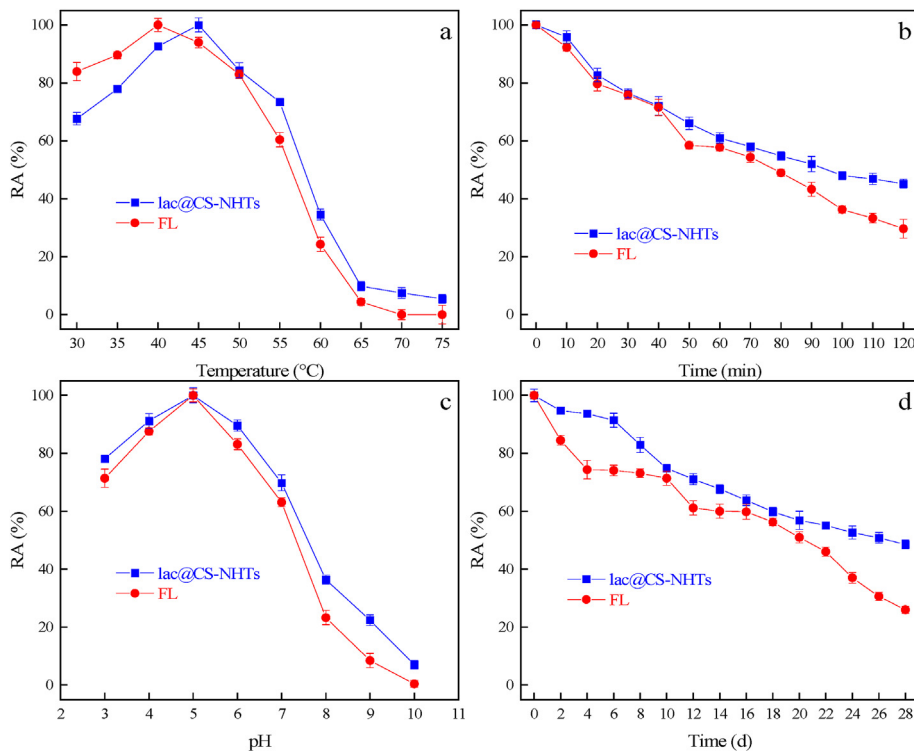 a
100
80
60
40
20
0
RA (%)
lac@CS-NHTs
FL
30 35 40 45 50 55 60 65 70 75
Temperature (°C)
b
100
80
60
40
20
0
RA (%)
lac@CS-NHTs
FL
0 10 20 30 40 50 60 70 80 90 100 110 120
Time (min)
c
100
80
60
40
20
0
RA (%)
lac@CS-NHTs
FL
2 3 4 5 6 7 8 9 10 11
pH
d
100
80
60
40
20
0
RA (%)
lac@CS-NHTs
FL
0 2 4 6 8 10 12 14 16 18 20 22 24 26 28
Time (d)